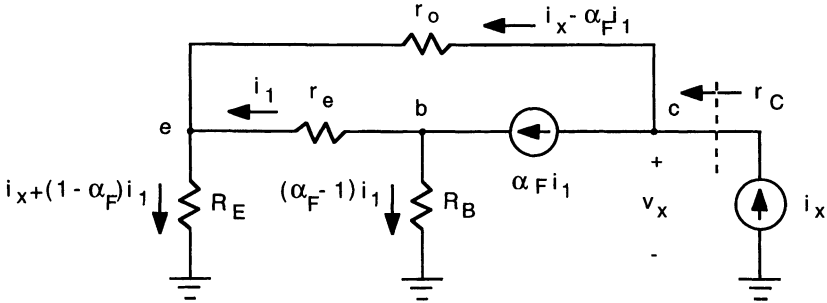 r_o
i_x - α_F i_1
i_1
r_e
b
e
c
r_C
i_x+(1 - α_F)i_1
R_E
(α_F - 1)i_1
R_B
α_F i_1
+
v_x
-
i_x